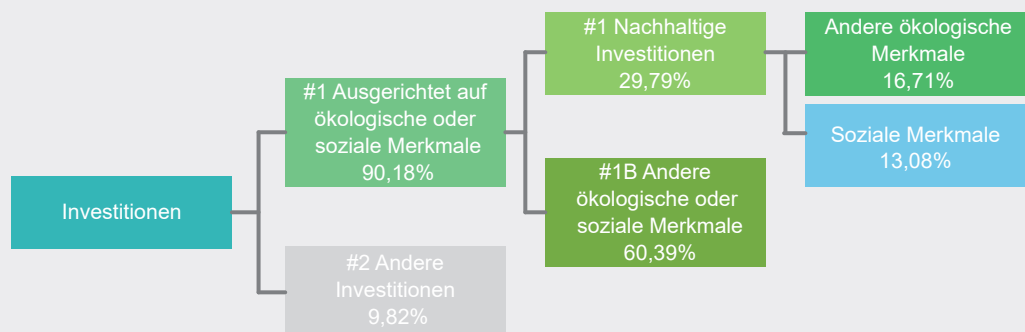 Investitionen
#1 Ausgerichtet auf
ökologische oder
soziale Merkmale
90,18%
#2 Andere
Investitionen
9,82%
#1 Nachhaltige
Investitionen
29,79%
#1B Andere
ökologische oder
soziale Merkmale
60,39%
Andere ökologische
Merkmale
16,71%
Soziale Merkmale
13,08%